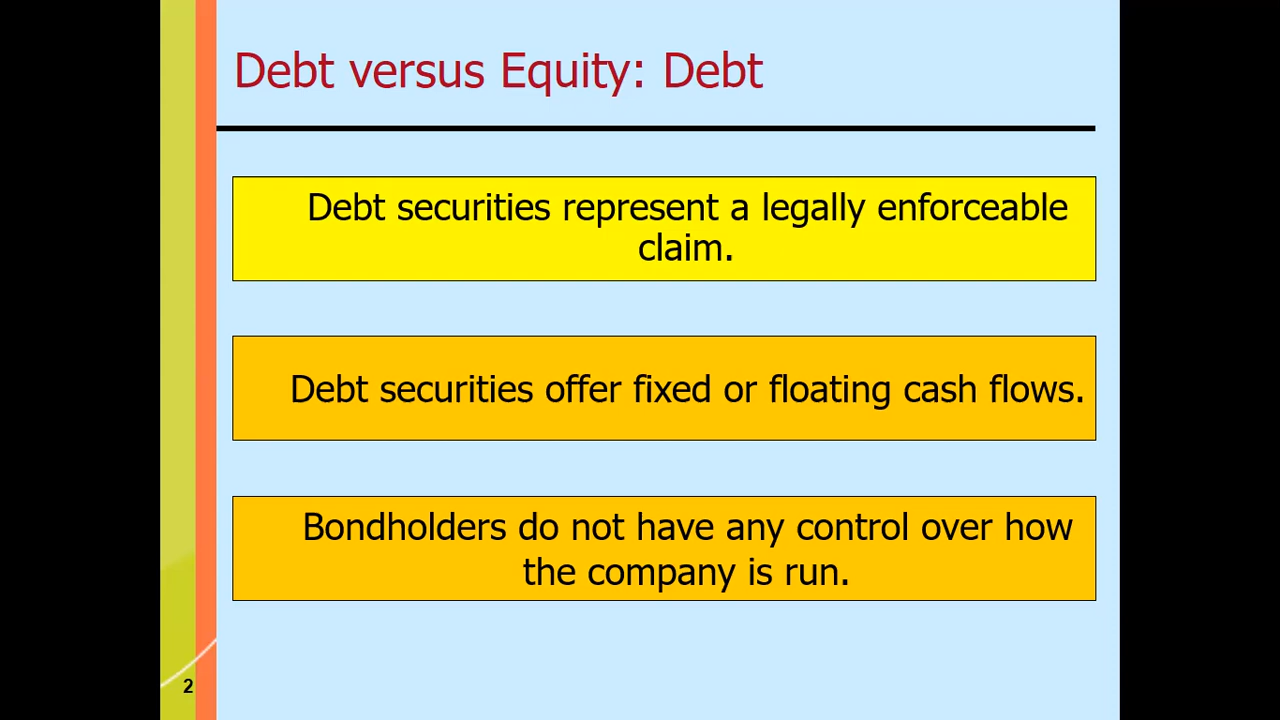 Debt versus Equity: Debt
Debt securities represent a legally enforceable
claim.
Debt securities offer fixed or floating cash flows.
Bondholders do not have any control over how
the company is run.
2